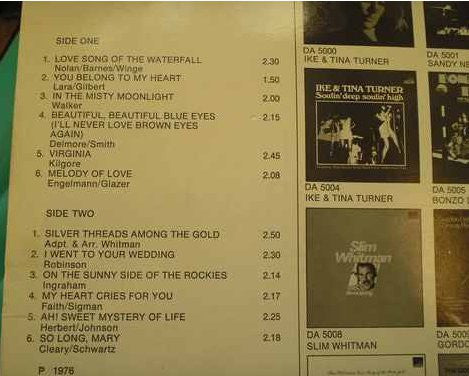 SIDE ONE
1. LOVE SONG OF THE WATERFALL 2.30
Nolan/Barnes/Winge
2. YOU BELONG TO MY HEART 1.50
Lara/Gilbert
3. IN THE MISTY MOONLIGHT 2.00
Walker
4. BEAUTIFUL, BEAUTIFUL BLUE EYES 2.15
(I'LL NEVER LOVE BROWN EYES
AGAIN)
Delmore/Smith
5. VIRGINIA 2.45
Kilgore
6. MELODY OF LOVE 2.08
Engelmann/Glazer
SIDE TWO
1. SILVER THREADS AMONG THE GOLD 2.50
Adpt. & Arr. Whitman
2. I WENT TO YOUR WEDDING 2.30
Robinson
3. ON THE SUNNY SIDE OF THE ROCKIES 2.14
Ingraham
4. MY HEART CRIES FOR YOU 2.17
Faith/Sigman
5. AH! SWEET MYSTERY OF LIFE 2.25
Herbert/Johnson
6. SO LONG, MARY 2.18
Cleary/Schwartz
P 1976
DA 5000
IKE & TINA TURNER
DA 5001
SANDY NE
IKE & TINA TURNER
Soulin' deep soulin' high
DA 5004
IKE & TINA TURNER
DA 5005
BONZO D
Slim
Whitman
DA 5008
SLIM WHITMAN
GORDO